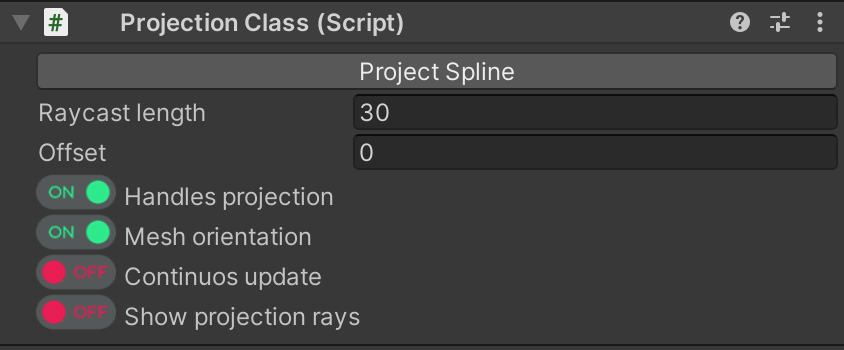 # Projection Class (Script)
Project Spline
Raycast length 30
Offset 0
ON Handles projection
ON Mesh orientation
OFF Continuos update
OFF Show projection rays